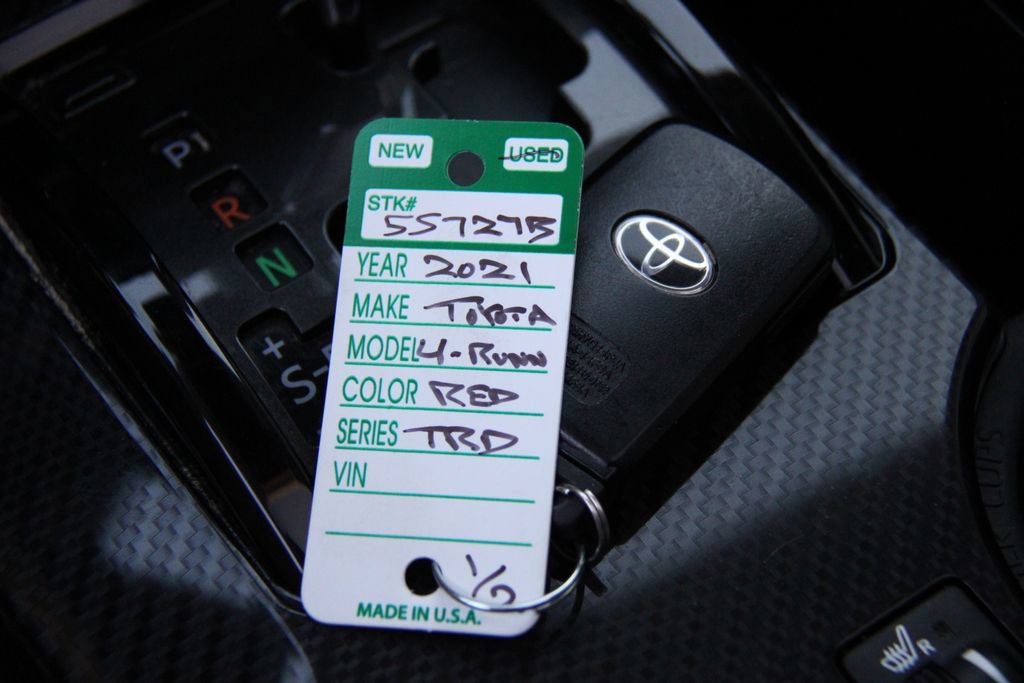 NEW USED
STK# 5S727B
YEAR 2021
MAKE TOYOTA
MODEL 4-RUNN
COLOR RED
SERIES TRD
VIN
1/2
MADE IN U.S.A.
P
R
N
+
S-
R